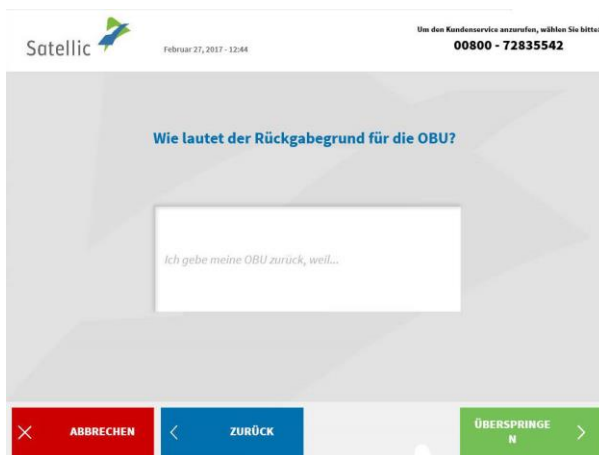 Satellic
Februar 27, 2017 - 12:44
Um den Kundenservice anzurufen, wählen Sie bitte:
00800 - 72835542
Wie lautet der Rückgabegrund für die OBU?
Ich gebe meine OBU zurück, weil...
ABBRECHEN
ZURÜCK
ÜBERSPRINGE
N